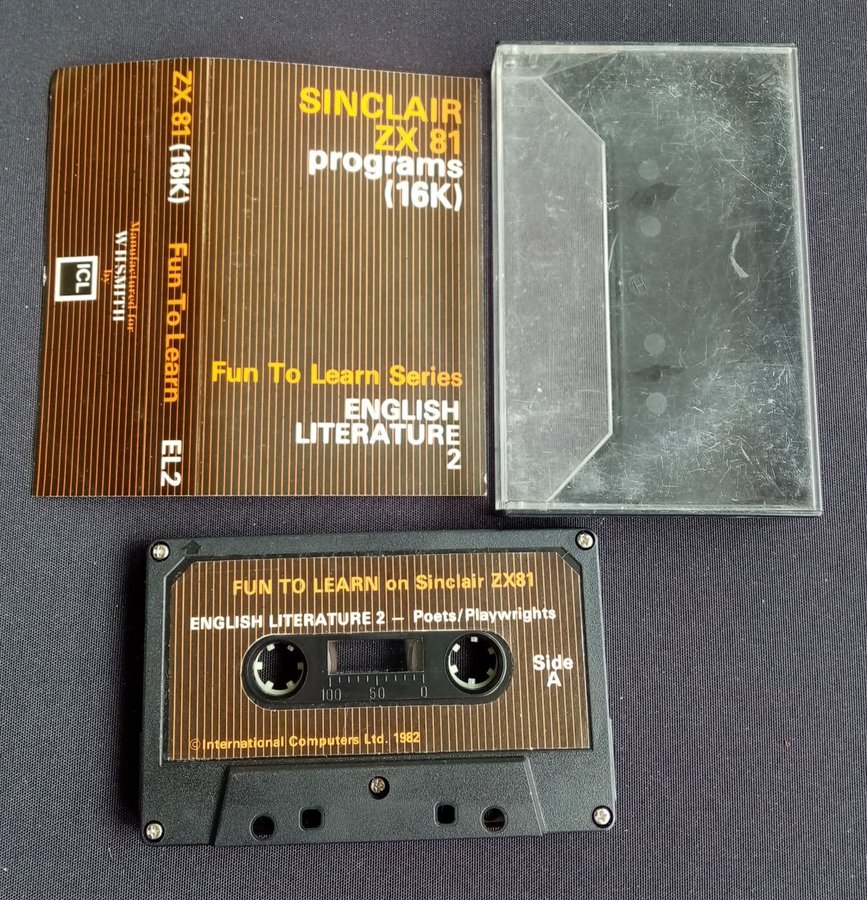 SINCLAIR
ZX 81
programs
(16K)
Fun To Learn Series
ENGLISH
LITERATURE
2
ZX 81 (16K) Fun To Learn EL2
Manufactured for
by
WHSMITH
ICL
FUN TO LEARN on Sinclair ZX81
ENGLISH LITERATURE 2 — Poets/Playwrights
Side
A
100 50 0
©International Computers Ltd. 1982